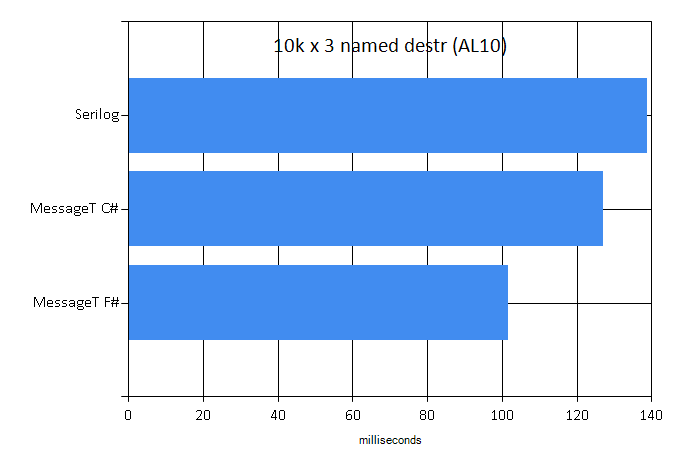 10k x 3 named destr (AL10)
Serilog
MessageT C#
MessageT F#
0 20 40 60 80 100 120 140
milliseconds